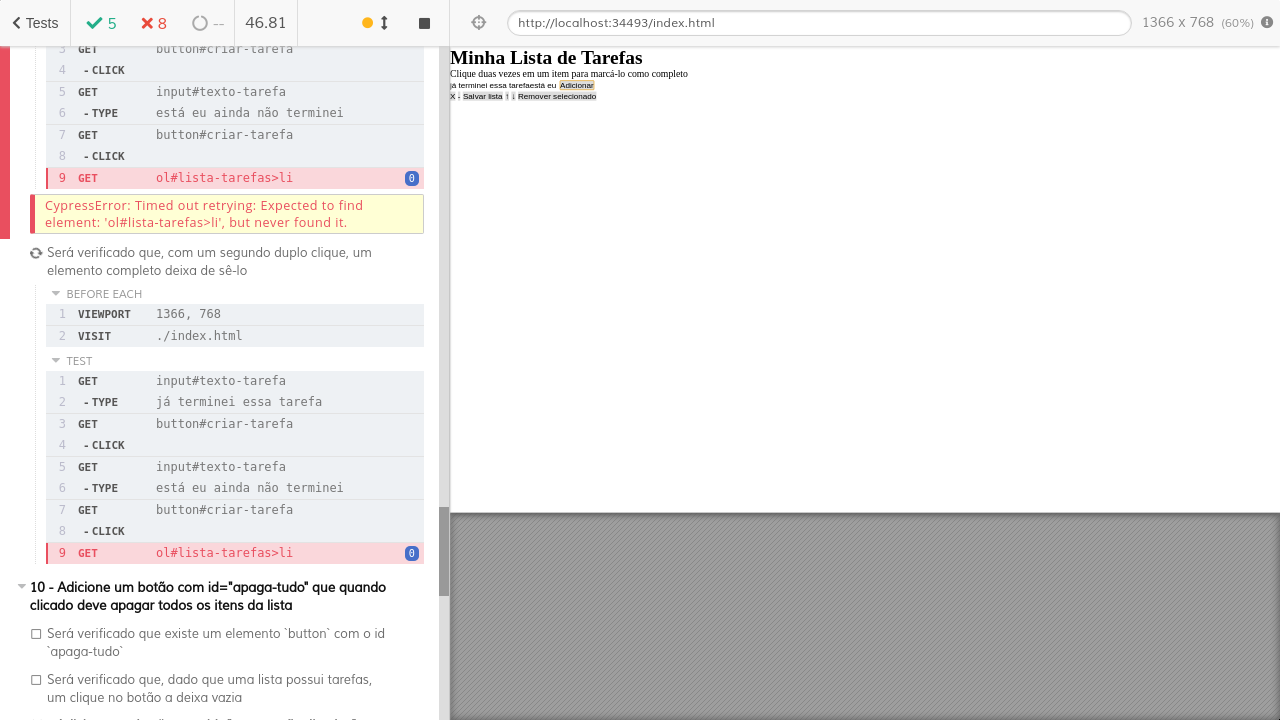 Tests 5 8 -- 46.81
http://localhost:34493/index.html 1366 x 768 (60%)
3 GET button#criar-tarefa
4 - CLICK
5 GET input#texto-tarefa
6 - TYPE está eu ainda não terminei
7 GET button#criar-tarefa
8 - CLICK
9 GET ol#lista-tarefas>li 0
CypressError: Timed out retrying: Expected to find
element: 'ol#lista-tarefas>li', but never found it.
Será verificado que, com um segundo duplo clique, um
elemento completo deixa de sê-lo
BEFORE EACH
1 VIEWPORT 1366, 768
2 VISIT ./index.html
TEST
1 GET input#texto-tarefa
2 - TYPE já terminei essa tarefa
3 GET button#criar-tarefa
4 - CLICK
5 GET input#texto-tarefa
6 - TYPE está eu ainda não terminei
7 GET button#criar-tarefa
8 - CLICK
9 GET ol#lista-tarefas>li 0
10 - Adicione um botão com id="apaga-tudo" que quando
clicado deve apagar todos os itens da lista
Será verificado que existe um elemento `button` com o id
`apaga-tudo`
Será verificado que, dado que uma lista possui tarefas,
um clique no botão a deixa vazia
Minha Lista de Tarefas
Clique duas vezes em um item para marcá-lo como completo
já terminei essa tarefaestá eu Adicionar
X - Salvar lista ↑ ↓ Remover selecionado